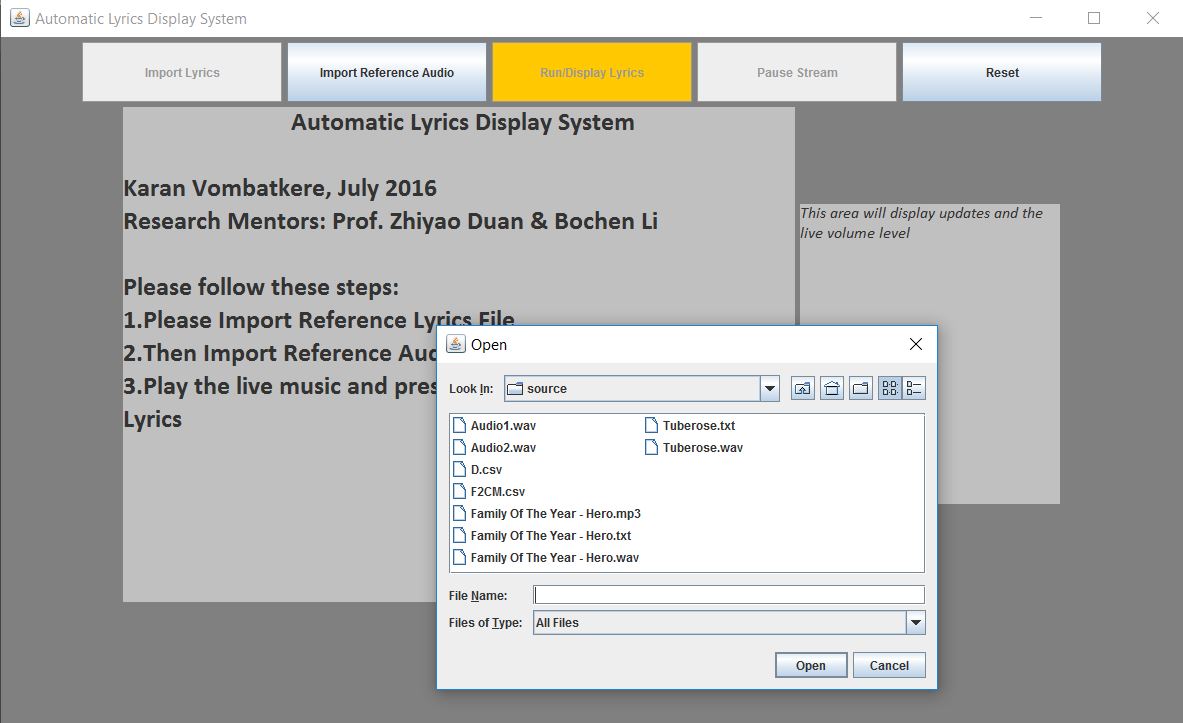 Automatic Lyrics Display System
Import Lyrics
Import Reference Audio
Run/Display Lyrics
Pause Stream
Reset
Automatic Lyrics Display System
Karan Vombatkere, July 2016
Research Mentors: Prof. Zhiyao Duan & Bochen Li
Please follow these steps:
1.Please Import Reference Lyrics File
2.Then Import Reference Aud
3.Play the live music and pres
Lyrics
This area will display updates and the
live volume level
Open
Look In:
source
Audio1.wav
Audio2.wav
D.csv
F2CM.csv
Family Of The Year - Hero.mp3
Family Of The Year - Hero.txt
Family Of The Year - Hero.wav
Tuberose.txt
Tuberose.wav
File Name:
Files of Type:
All Files
Open
Cancel